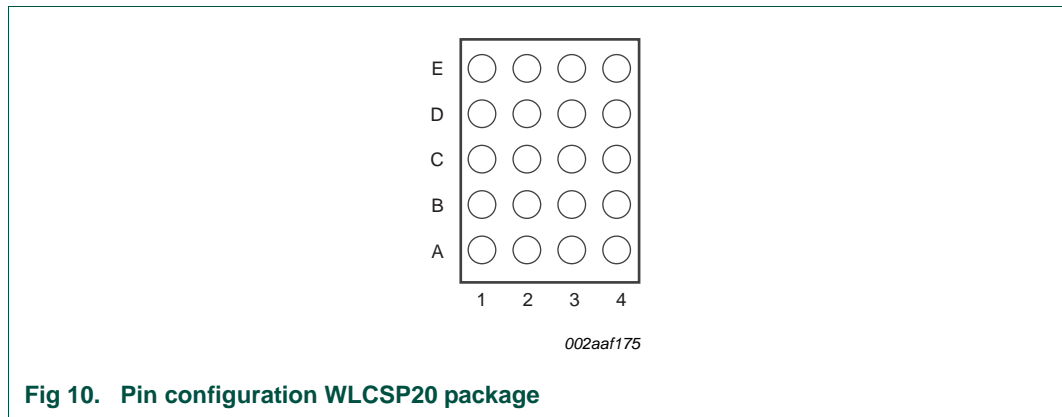 E
D
C
B
A
1 2 3 4
002aaf175
Fig 10. Pin configuration WLCSP20 package